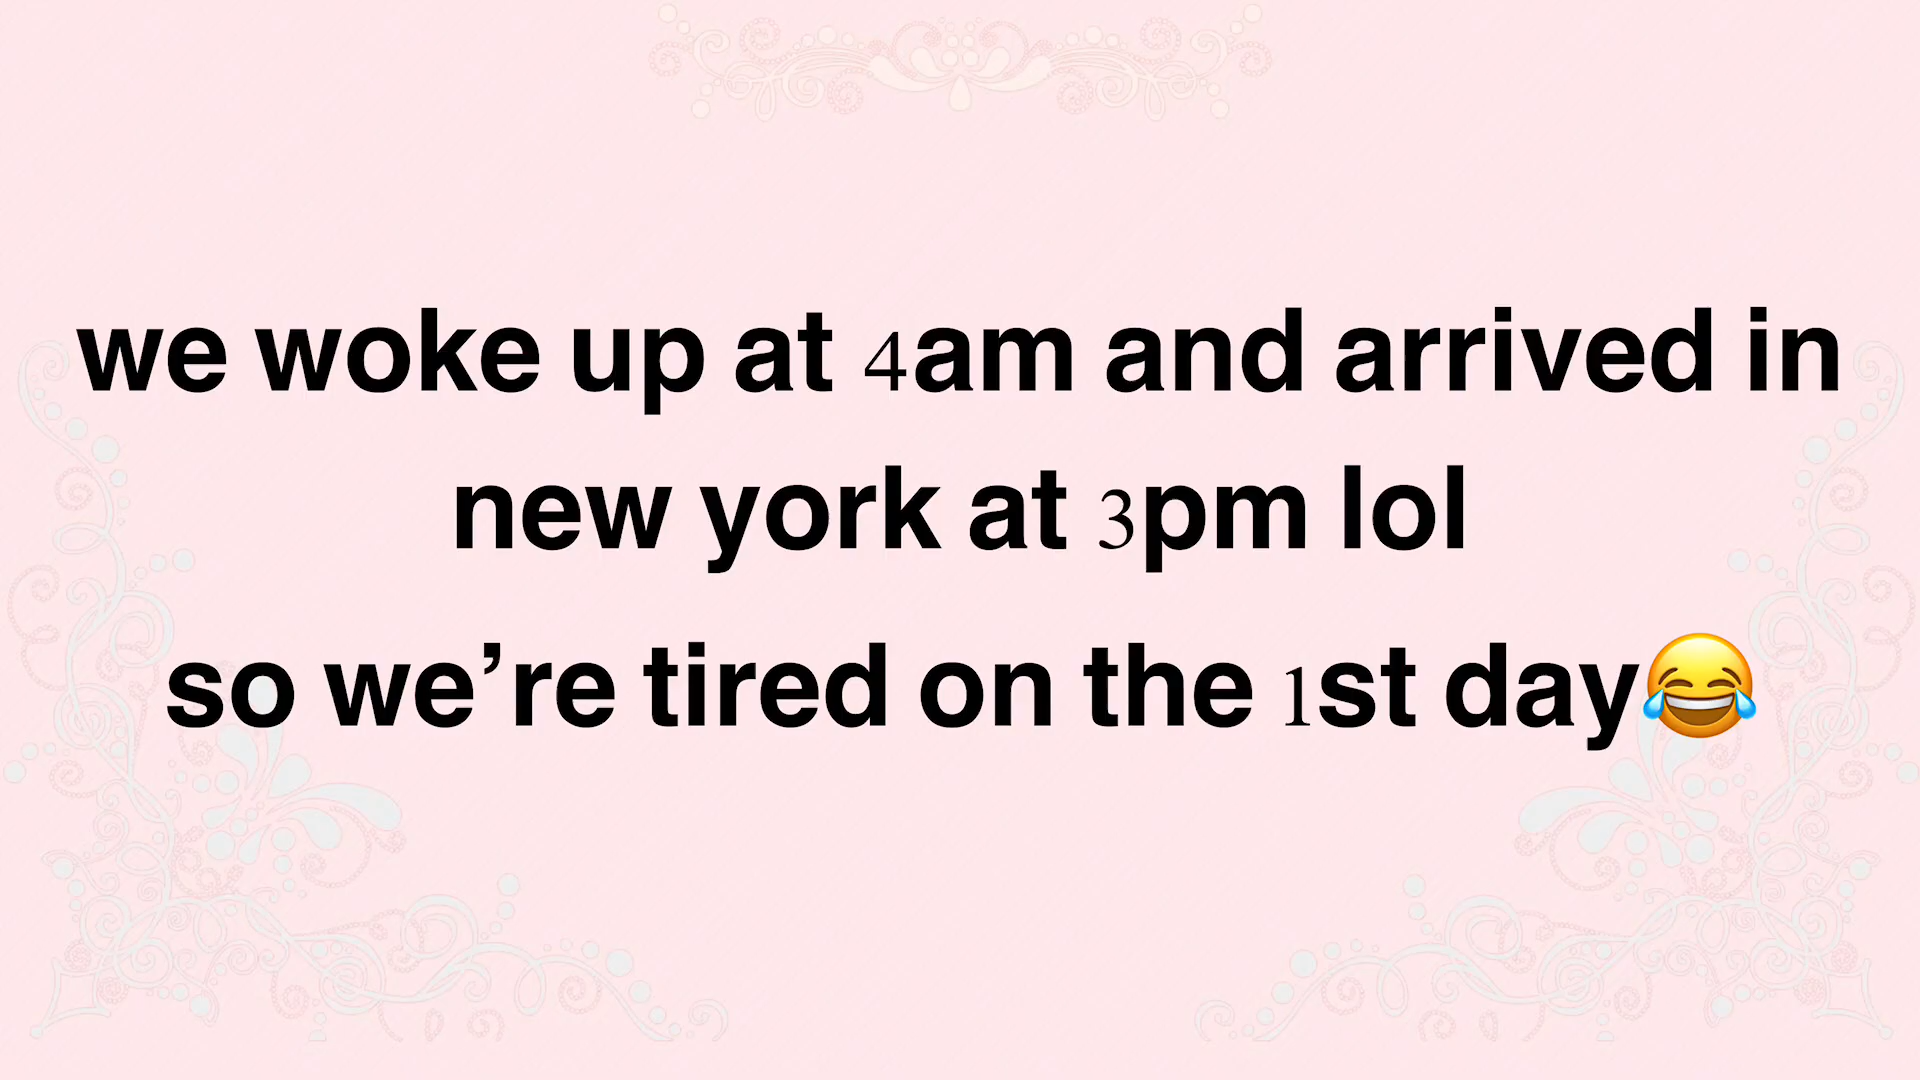 we woke up at 4am and arrived in
new york at 3pm lol
so we’re tired on the 1st day😂